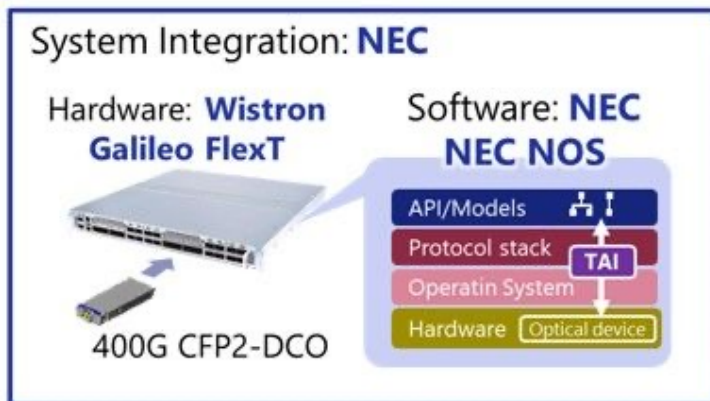 System Integration: NEC
Hardware: Wistron
Galileo FlexT
400G CFP2-DCO
Software: NEC
NEC NOS
API/Models
Protocol stack
TAI
Operatin System
Hardware Optical device